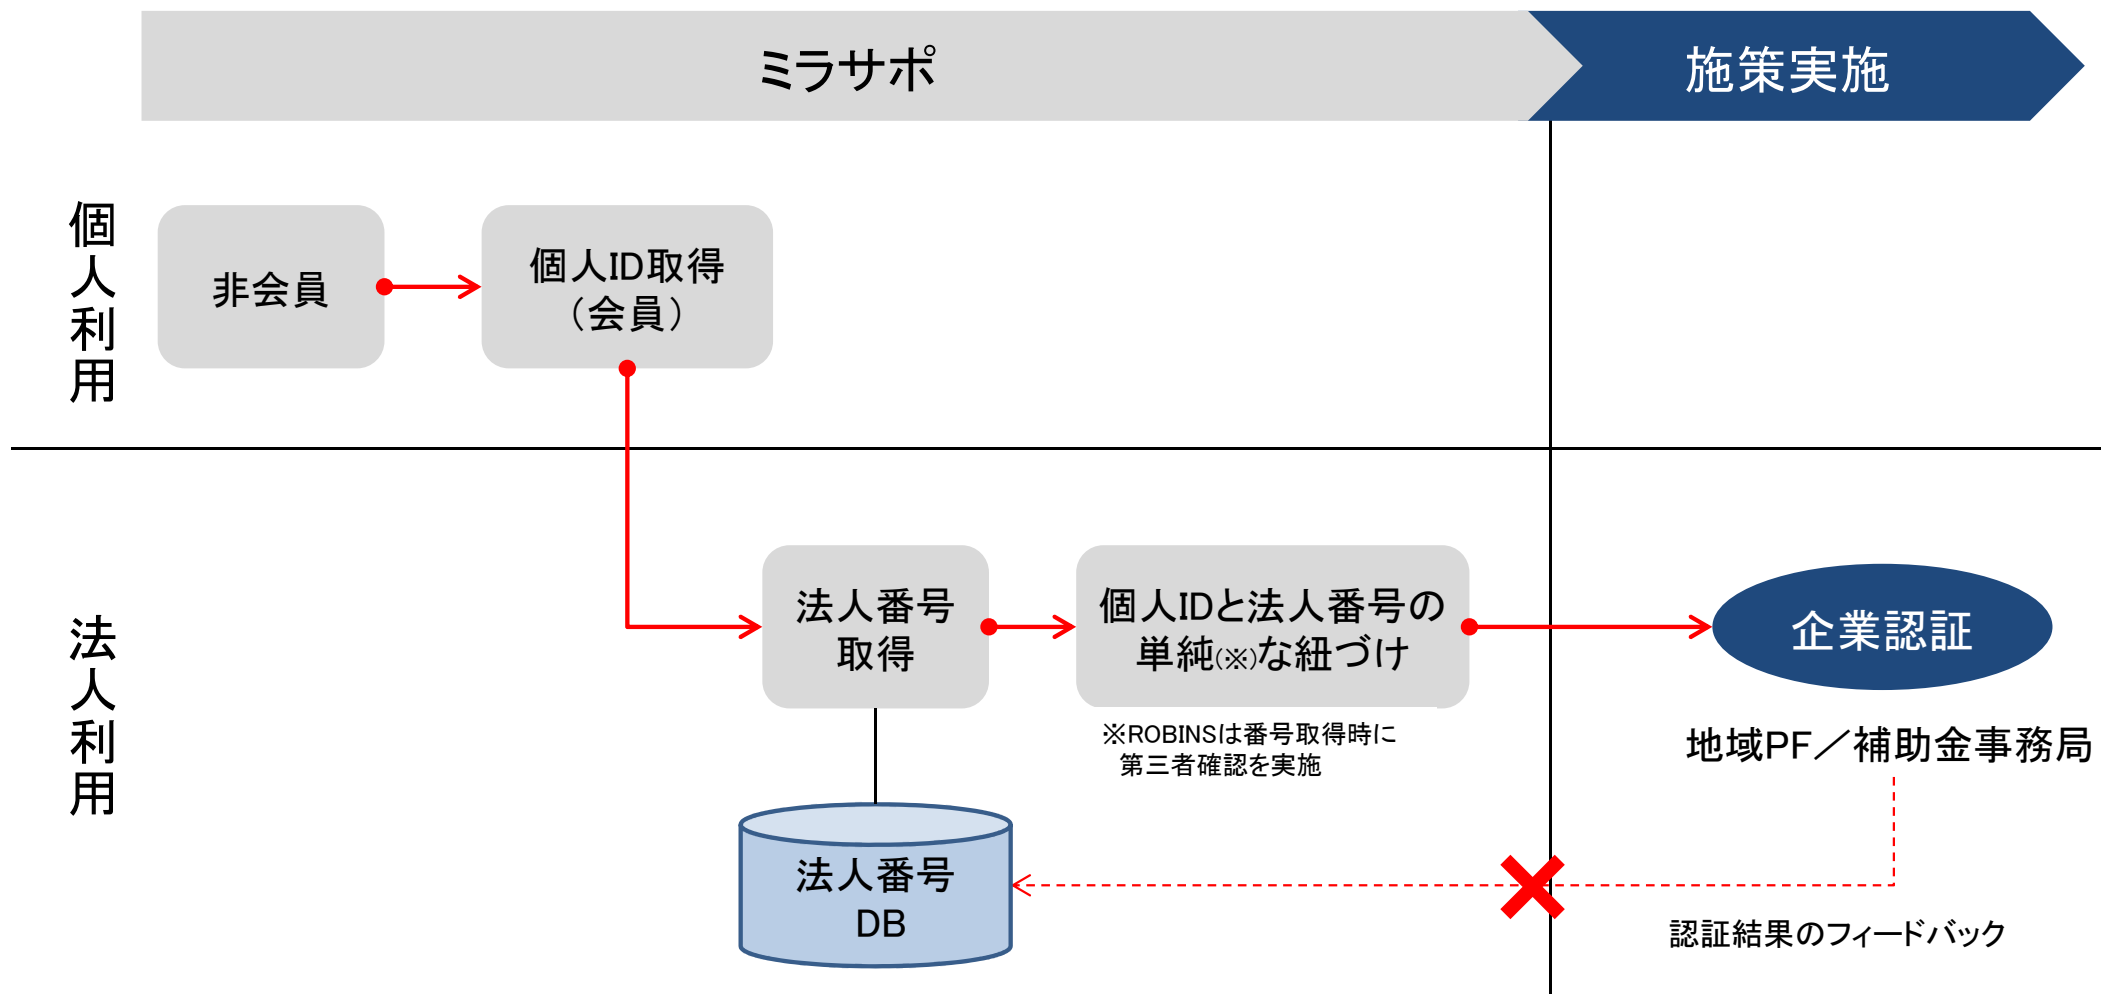 ミラサポ
施策実施
個人利用
非会員
個人ID取得
（会員）
法人利用
法人番号
取得
個人IDと法人番号の
単純(※)な紐づけ
※ROBINSは番号取得時に
第三者確認を実施
企業認証
地域PF／補助金事務局
法人番号
DB
認証結果のフィードバック